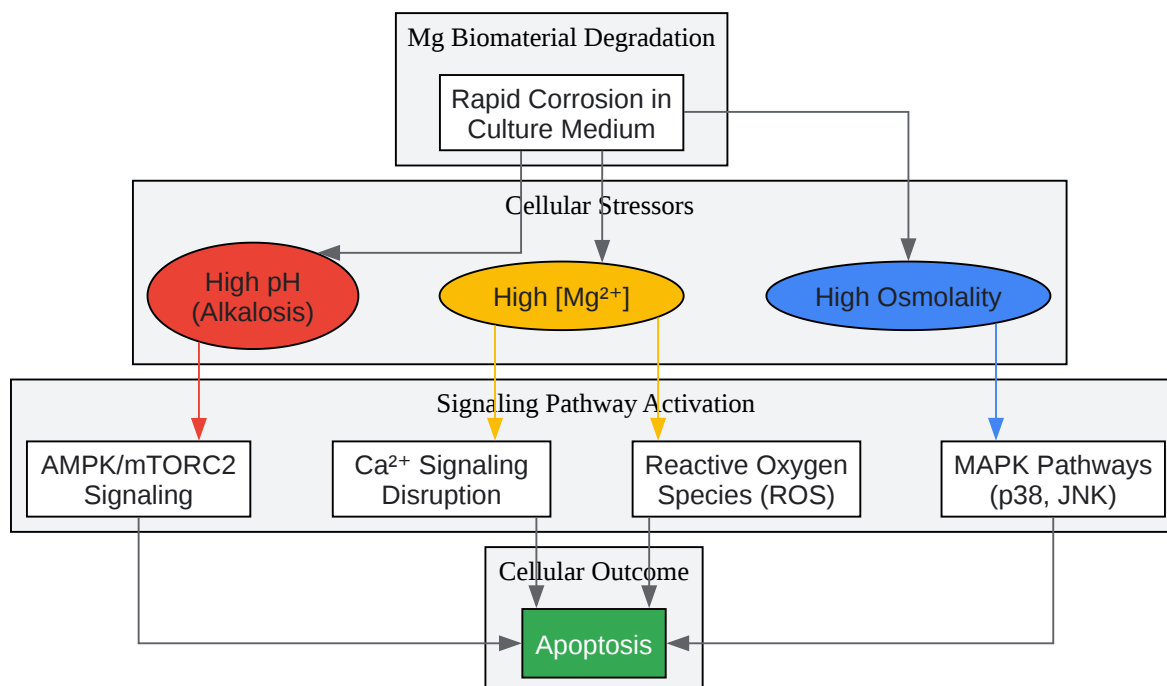 Mg Biomaterial Degradation
Rapid Corrosion in
Culture Medium
Cellular Stressors
High pH
(Alkalosis)
High [Mg²⁺]
High Osmolality
Signaling Pathway Activation
AMPK/mTORC2
Signaling
Ca²⁺ Signaling
Disruption
Reactive Oxygen
Species (ROS)
MAPK Pathways
(p38, JNK)
Cellular Outcome
Apoptosis